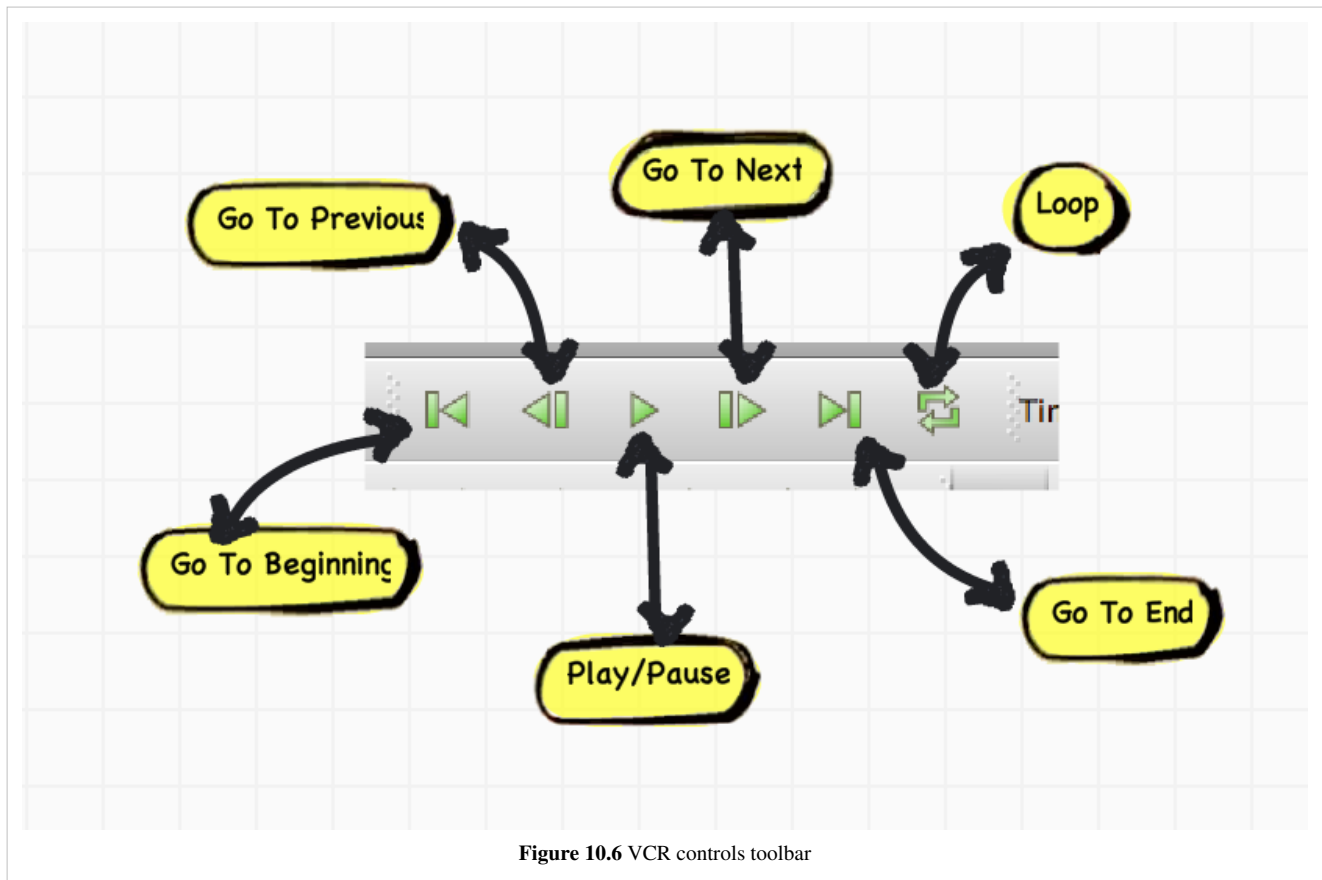 Go To Next
Loop
Go To Previous
Tir
Go To Beginning
Go To End
Play/Pause
Figure 10.6 VCR controls toolbar